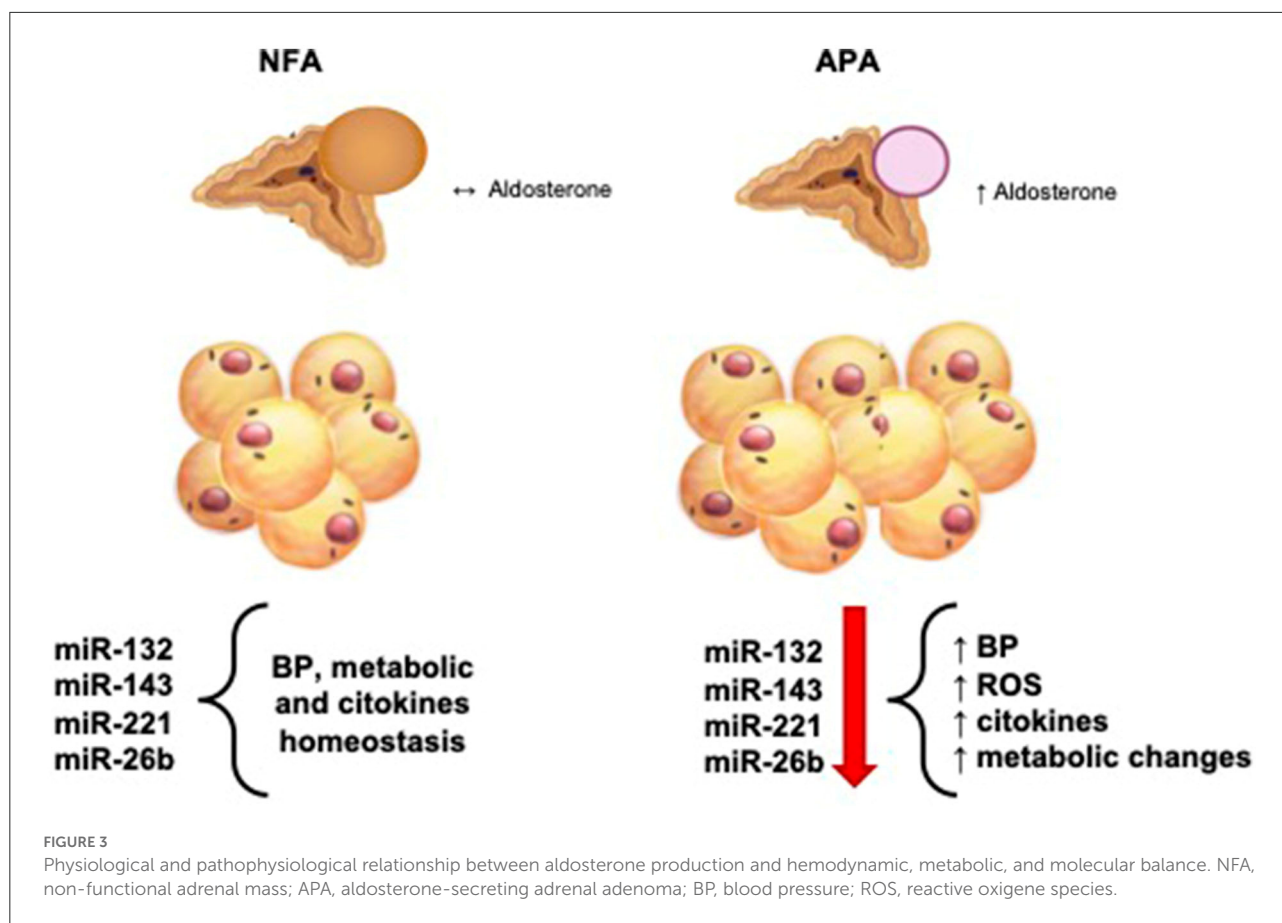 NFA
APA
↔ Aldosterone
↑ Aldosterone
miR-132
miR-143
miR-221
miR-26b
BP, metabolic
and citokines
homeostasis
miR-132
miR-143
miR-221
miR-26b
↑ BP
↑ ROS
↑ citokines
↑ metabolic changes
FIGURE 3
Physiological and pathophysiological relationship between aldosterone production and hemodynamic, metabolic, and molecular balance. NFA,
non-functional adrenal mass; APA, aldosterone-secreting adrenal adenoma; BP, blood pressure; ROS, reactive oxigene species.